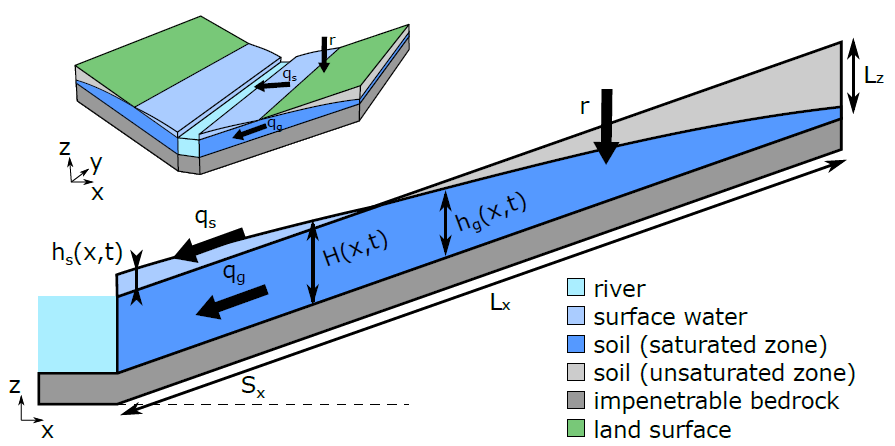 r
q_s
q_g
z
y
x
L_z
r
q_s
h_s(x,t)
H(x,t)
h_g(x,t)
q_g
L_x
S_x
z
x
river
surface water
soil (saturated zone)
soil (unsaturated zone)
impenetrable bedrock
land surface